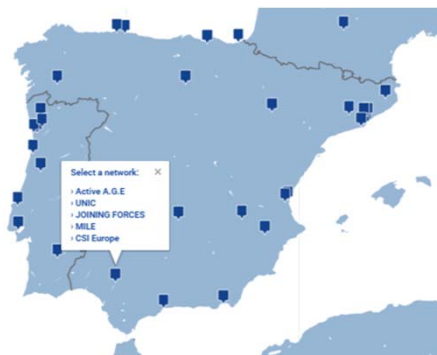 Select a network: ×
› Active A.G.E
› UNIC
› JOINING FORCES
› MILE
› CSI Europe